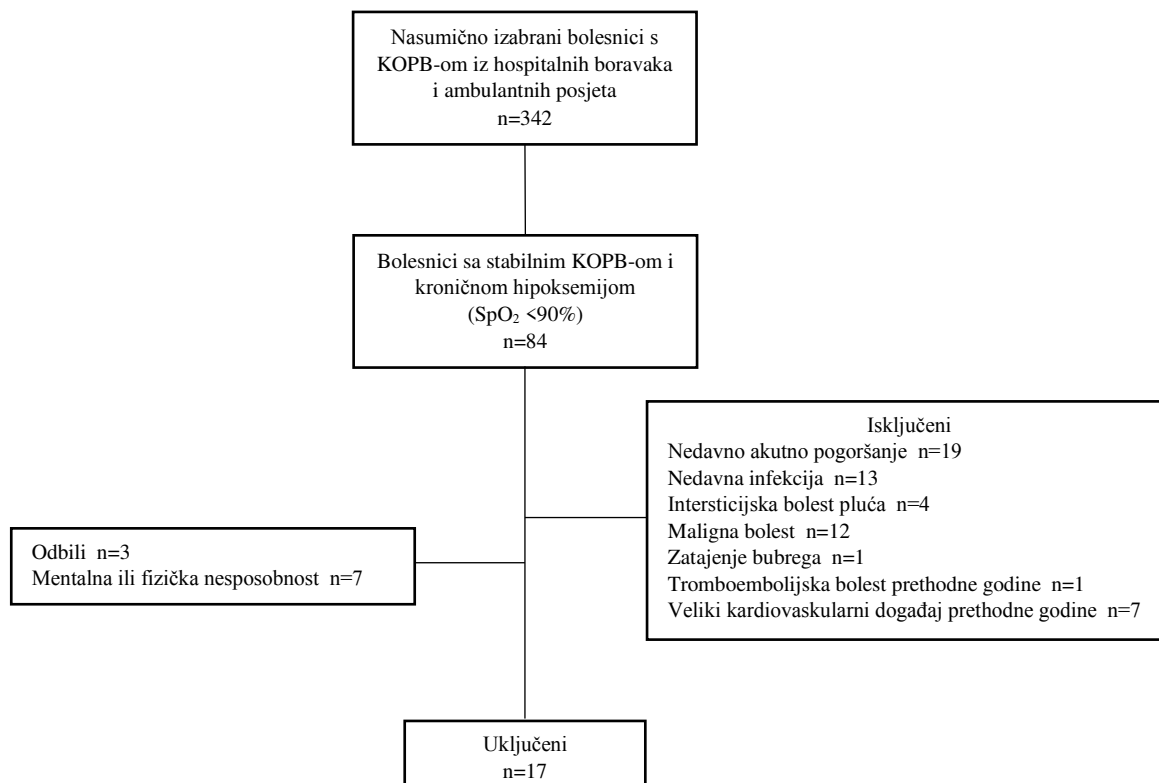 Nasumično izabrani bolesnici s
KOPB-om iz hospitalnih boravaka
i ambulantnih posjeta
n=342
Bolesnici sa stabilnim KOPB-om i
kroničnom hipoksemijom
(SpO₂ <90%)
n=84
Isključeni
Nedavno akutno pogoršanje n=19
Nedavna infekcija n=13
Intersticijska bolest pluća n=4
Maligna bolest n=12
Zatajenje bubrega n=1
Tromboembolijska bolest prethodne godine n=1
Veliki kardiovaskularni događaj prethodne godine n=7
Odbili n=3
Mentalna ili fizička nesposobnost n=7
Uključeni
n=17